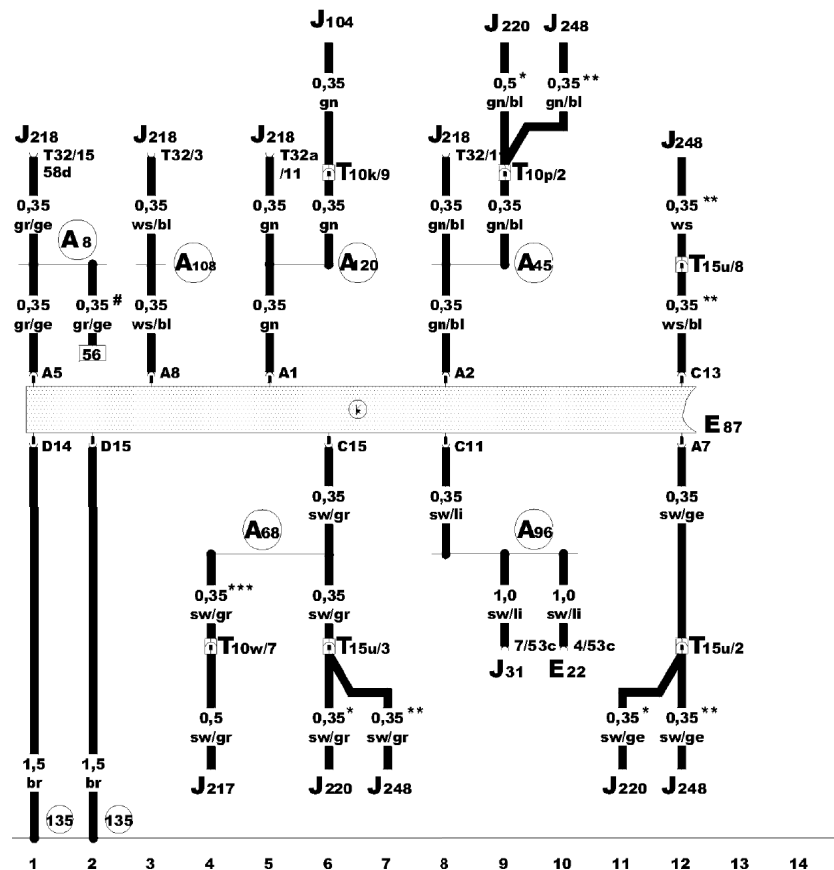 J104
J220 J248
0,35 0,5* 0,35**
gn gn/bl gn/bl
J218 J218 J218 J218 J248
T32/15 T32/3 T32a T32/1
58d /11 T10k/9 T10p/2
0,35 0,35 0,35 0,35 0,35 0,35 0,35**
gr/ge ws/bl gn gn gn/bl gn/bl ws
A8
A108 A120 A45 T15u/8
0,35 0,35# 0,35 0,35 0,35 0,35**
gr/ge gr/ge ws/bl gn gn/bl ws/bl
56
A5 A8 A1 A2 C13
k
E87
D14 D15 C15 C11 A7
0,35 0,35 0,35
sw/gr sw/li sw/ge
A68 A96
0,35*** 0,35 1,0 1,0
sw/gr sw/gr sw/li sw/li
T10w/7 T15u/3 7/53c 4/53c T15u/2
J31 E22
0,5 0,35* 0,35** 0,35* 0,35**
sw/gr sw/gr sw/gr sw/ge sw/ge
1,5 1,5 J217 J220 J248 J220 J248
br br
135 135
1 2 3 4 5 6 7 8 9 10 11 12 13 14